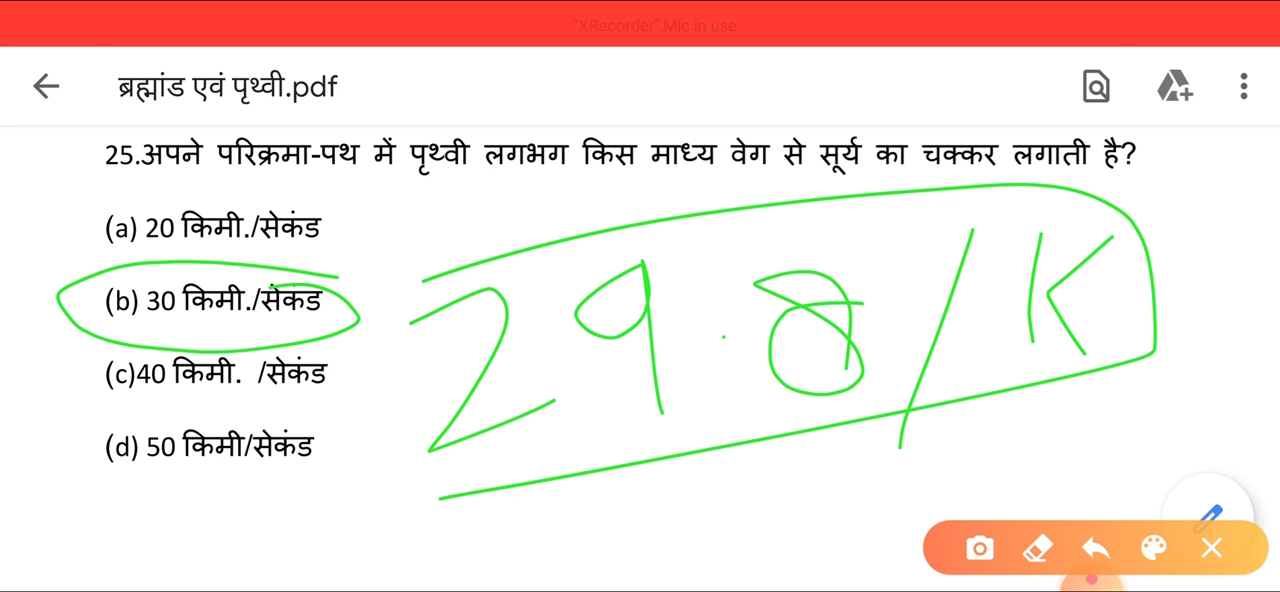 "XRecorder",Mic in use
ब्रह्मांड एवं पृथ्वी.pdf
25.अपने परिक्रमा-पथ में पृथ्वी लगभग किस माध्य वेग से सूर्य का चक्कर लगाती है?
(a) 20 किमी./सेकंड
(b) 30 किमी./सेकंड
(c)40 किमी. /सेकंड
(d) 50 किमी/सेकंड
29.8/K